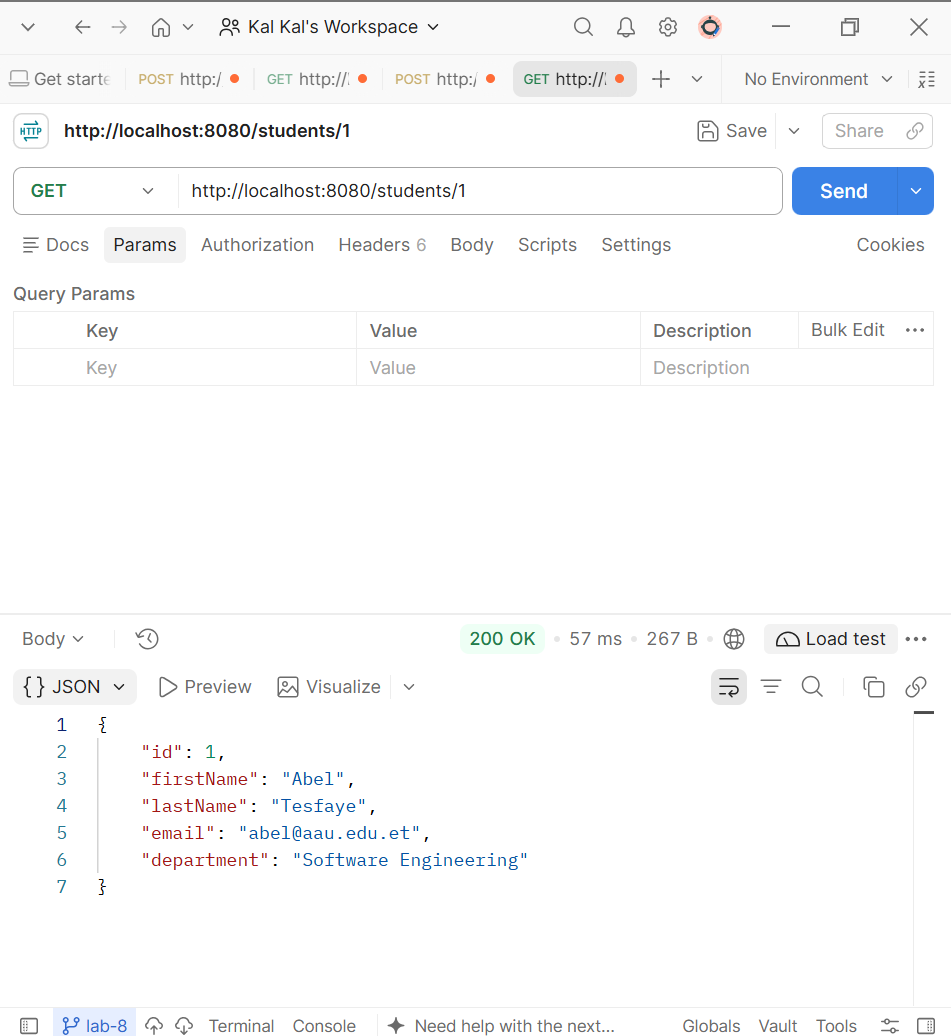 Kal Kal's Workspace
Get starte POST http:/ GET http:// POST http:/ GET http:// No Environment
HTTP http://localhost:8080/students/1 Save Share
GET http://localhost:8080/students/1 Send
Docs Params Authorization Headers 6 Body Scripts Settings Cookies
Query Params
Key Value Description Bulk Edit
Key Value Description
Body 200 OK 57 ms 267 B Load test
{} JSON Preview Visualize
1 {
2 "id": 1,
3 "firstName": "Abel",
4 "lastName": "Tesfaye",
5 "email": "abel@aau.edu.et",
6 "department": "Software Engineering"
7 }
lab-8 Terminal Console Need help with the next... Globals Vault Tools